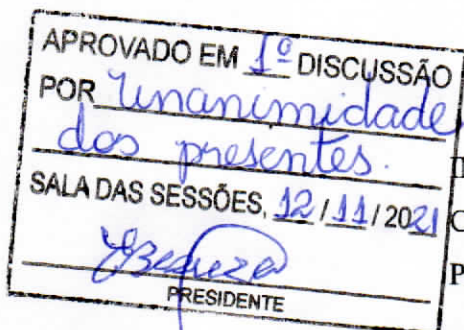 APROVADO EM 1º DISCUSSÃO
POR Unanimidade
dos presentes.
SALA DAS SESSÕES, 12 / 11 / 2021
PRESIDENTE